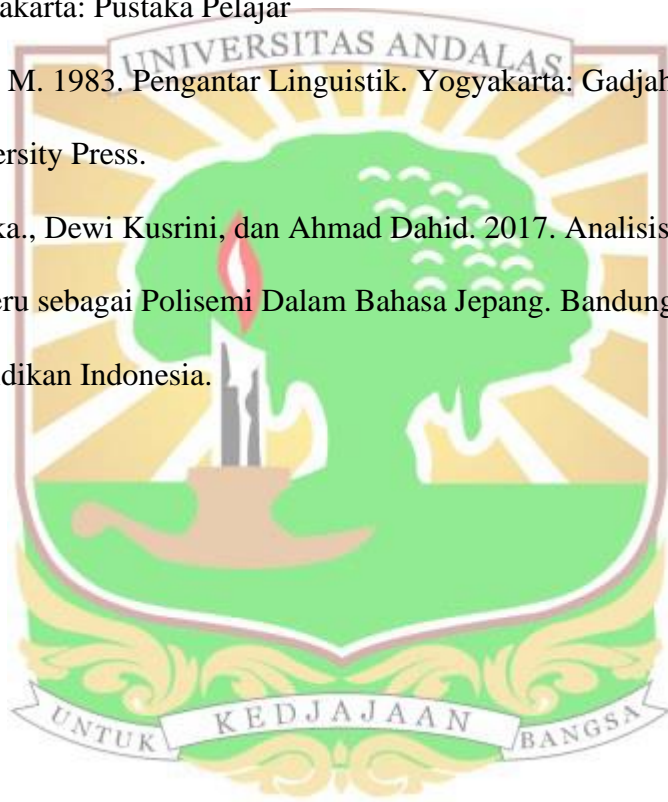 akarta: Pustaka Pelajar
UNIVERSITAS ANDALAS
M. 1983. Pengantar Linguistik. Yogyakarta: Gadjah
ersity Press.
ka., Dewi Kusrini, dan Ahmad Dahid. 2017. Analisis
eru sebagai Polisemi Dalam Bahasa Jepang. Bandung
didikan Indonesia.
UNTUK KEDJAJAAN BANGSA